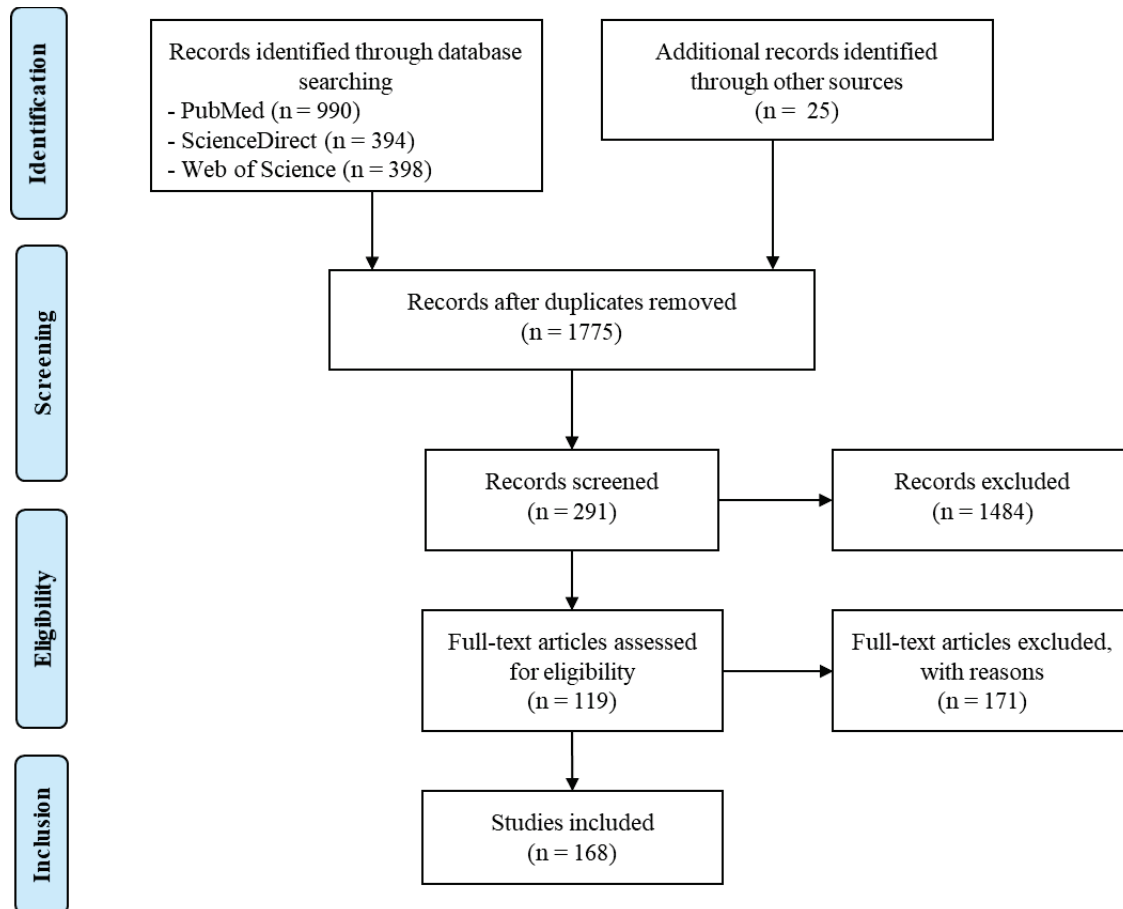 Identification
Records identified through database
searching
- PubMed (n = 990)
- ScienceDirect (n = 394)
- Web of Science (n = 398)
Additional records identified
through other sources
(n = 25)
Screening
Records after duplicates removed
(n = 1775)
Records screened
(n = 291)
Records excluded
(n = 1484)
Eligibility
Full-text articles assessed
for eligibility
(n = 119)
Full-text articles excluded,
with reasons
(n = 171)
Inclusion
Studies included
(n = 168)